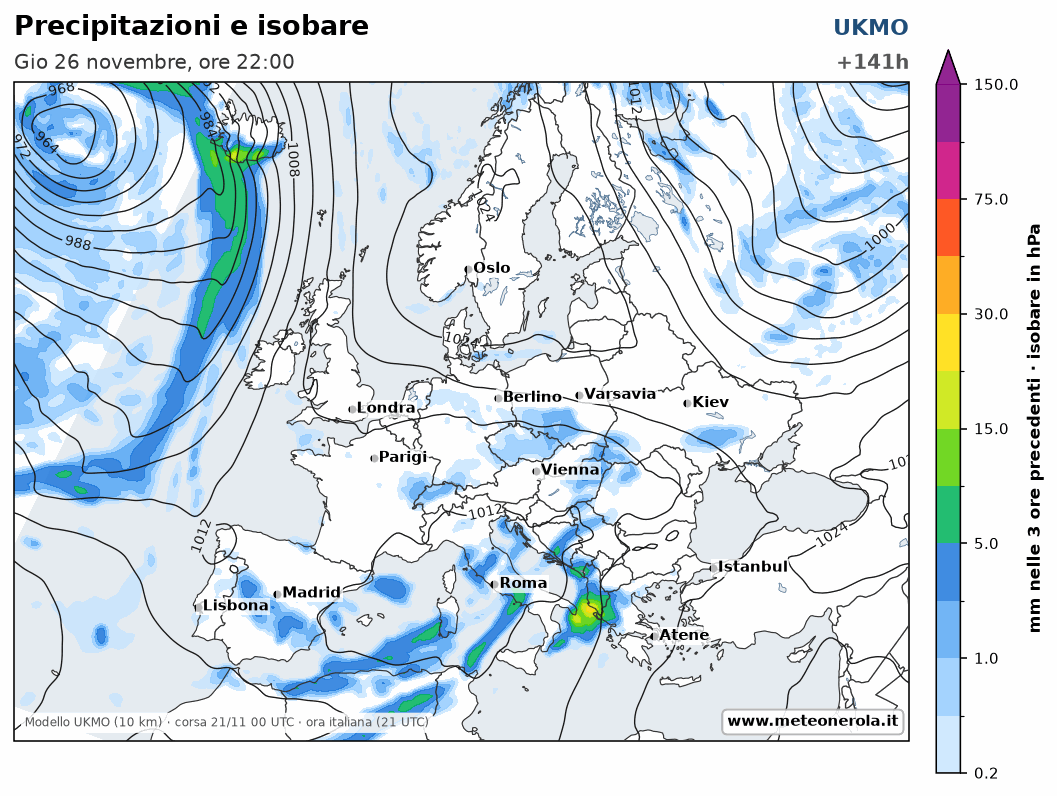 Precipitazioni e isobare
UKMO
Gio 26 novembre, ore 22:00
+141h
968
964
972
984
1008
1012
988
1000
1012
1012
1024
Oslo
Londra
Berlino
Varsavia
Kiev
Parigi
Vienna
Roma
Madrid
Lisbona
Istanbul
Atene
Modello UKMO (10 km) · corsa 21/11 00 UTC · ora italiana (21 UTC)
www.meteonerola.it
150.0
75.0
30.0
15.0
5.0
1.0
0.2
mm nelle 3 ore precedenti · isobare in hPa